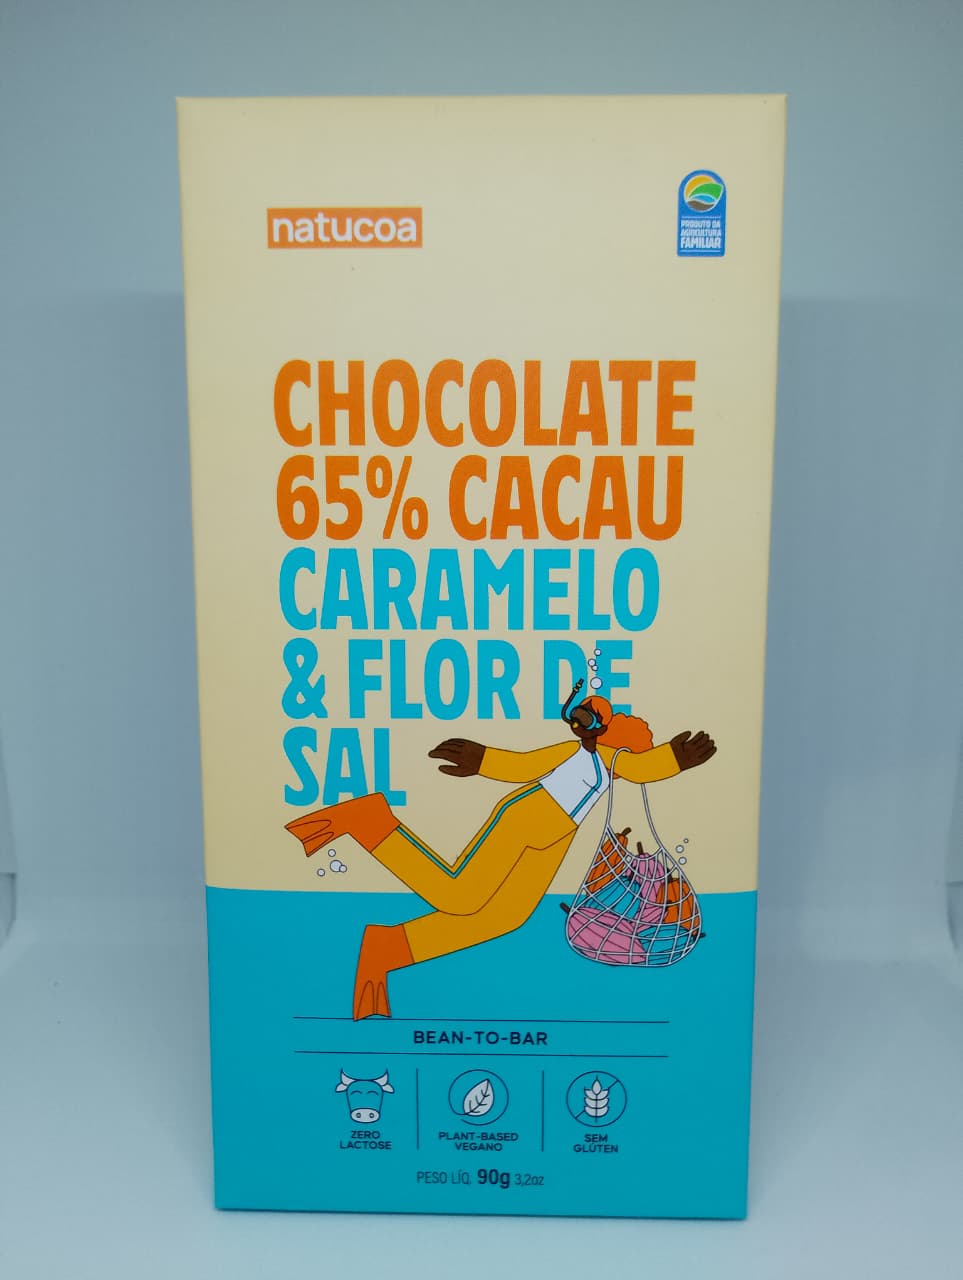 natucoa
PRODUTO DA
AGRICULTURA
FAMILIAR
CHOCOLATE
65% CACAU
CARAMELO
& FLOR DE
SAL
BEAN-TO-BAR
ZERO
LACTOSE
PLANT-BASED
VEGANO
SEM
GLÚTEN
PESO LÍQ. 90g 3,2oz